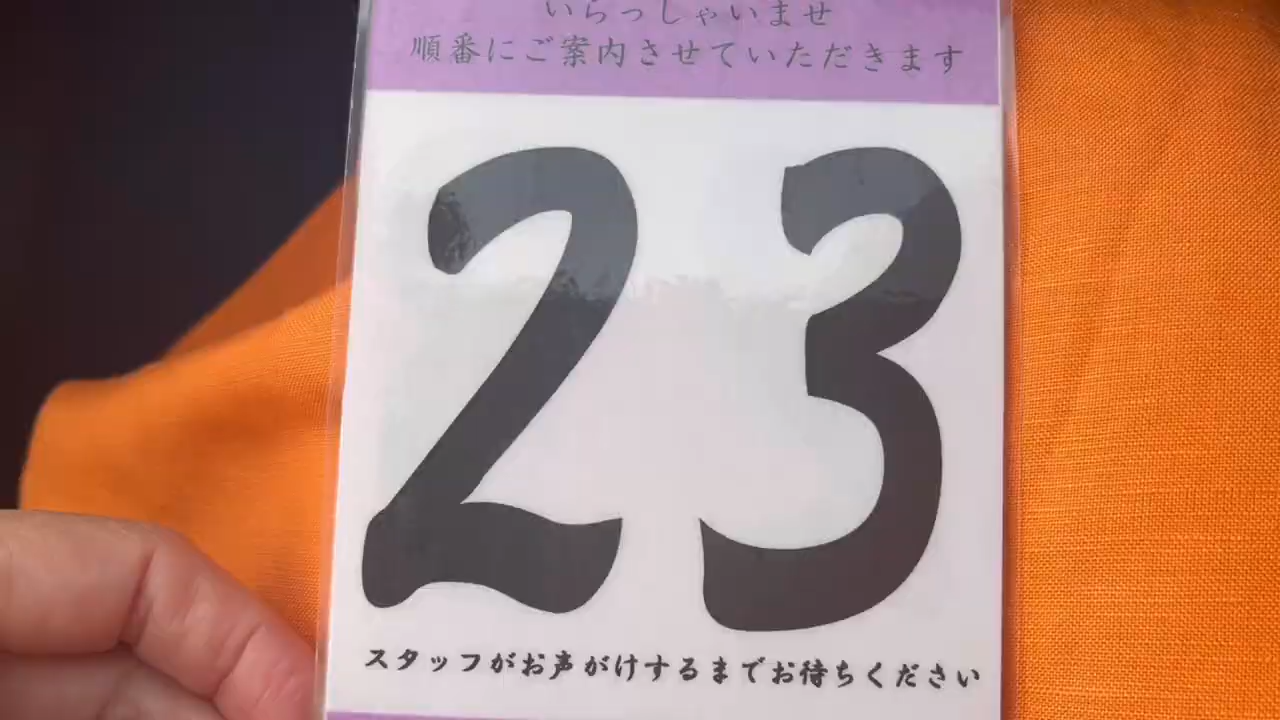 いらっしゃいませ
順番にご案内させていただきます
23
スタッフがお声がけするまでお待ちください